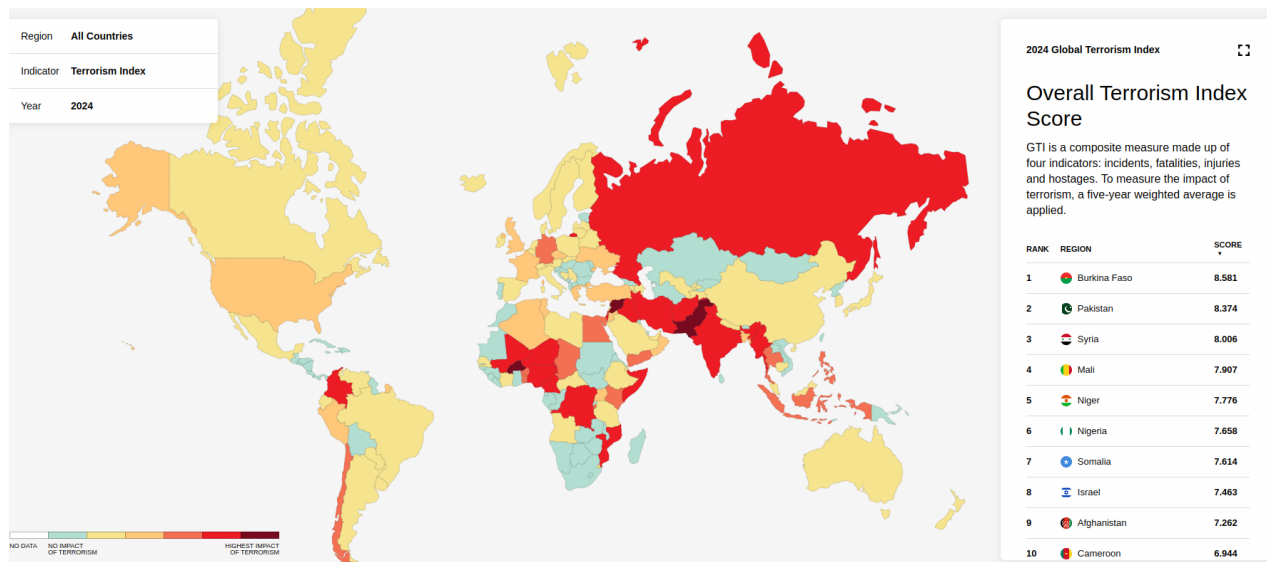 Region All Countries
Indicator Terrorism Index
Year 2024
NO DATA
NO IMPACT
OF TERRORISM
HIGHEST IMPACT
OF TERRORISM
2024 Global Terrorism Index
Overall Terrorism Index
Score
GTI is a composite measure made up of
four indicators: incidents, fatalities, injuries
and hostages. To measure the impact of
terrorism, a five-year weighted average is
applied.
RANK REGION SCORE
1 Burkina Faso 8.581
2 Pakistan 8.374
3 Syria 8.006
4 Mali 7.907
5 Niger 7.776
6 Nigeria 7.658
7 Somalia 7.614
8 Israel 7.463
9 Afghanistan 7.262
10 Cameroon 6.944